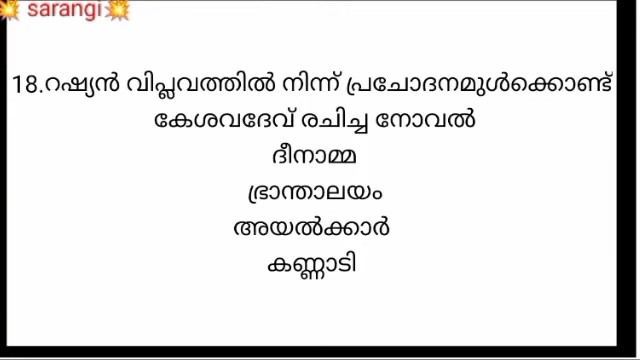 💥 sarangi💥
18.റഷ്യൻ വിപ്ലവത്തിൽ നിന്ന് പ്രചോദനമുൾക്കൊണ്ട്
കേശവദേവ് രചിച്ച നോവൽ
ദീനാമ്മ
ഭ്രാന്താലയം
അയൽക്കാർ
കണ്ണാടി